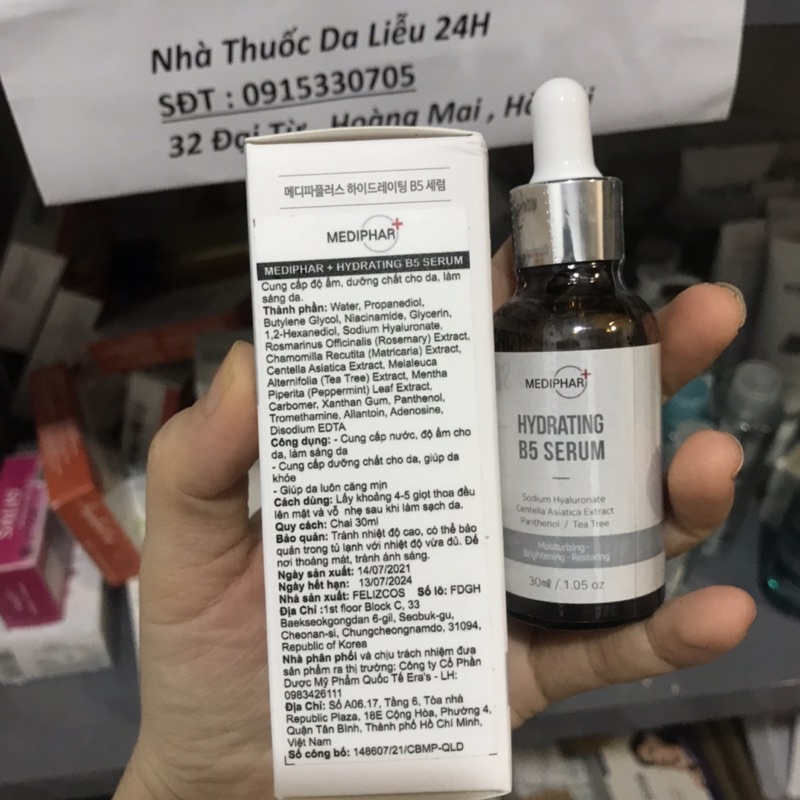 Nhà Thuốc Da Liễu 24H
SĐT : 0915330705
32 Đại Từ , Hoàng Mai ,
메디파플러스 하이드레이팅 B5 세럼
MEDIPHAR+
MEDIPHAR + HYDRATING B5 SERUM
Cung cấp độ ẩm, dưỡng chất cho da, làm
sáng da.
Thành phần: Water, Propanediol,
Butylene Glycol, Niacinamide, Glycerin,
1,2-Hexanediol, Sodium Hyaluronate,
Rosmarinus Officinalis (Rosemary) Extract,
Chamomilla Recutita (Matricaria) Extract,
Centella Asiatica Extract, Melaleuca
Alternifolia (Tea Tree) Extract, Mentha
Piperita (Peppermint) Leaf Extract,
Carbomer, Xanthan Gum, Panthenol,
Tromethamine, Allantoin, Adenosine,
Disodium EDTA
Công dụng: - Cung cấp nước, độ ẩm cho
da, làm sáng da
- Cung cấp dưỡng chất cho da, giúp da
khỏe
- Giúp da luôn căng mịn
Cách dùng: Lấy khoảng 4-5 giọt thoa đều
lên mặt và vỗ nhẹ sau khi làm sạch da.
Quy cách: Chai 30ml
Bảo quản: Tránh nhiệt độ cao, có thể bảo
quản trong tủ lạnh với nhiệt độ vừa đủ. Để
nơi thoáng mát, tránh ánh sáng.
Ngày sản xuất: 14/07/2021
Ngày hết hạn: 13/07/2024
Nhà sản xuất: FELIZCOS Số lô: FDGH
Địa Chỉ :1st floor Block C, 33
Baekseokgongdan 6-gil, Seobuk-gu,
Cheonan-si, Chungcheongnamdo, 31094,
Republic of Korea
Nhà phân phối và chịu trách nhiệm đưa
sản phẩm ra thị trường: Công ty Cổ Phần
Dược Mỹ Phẩm Quốc Tế Era's - LH:
0983426111
Địa Chỉ: Số A06.17, Tầng 6, Tòa nhà
Republic Plaza, 18E Cộng Hòa, Phường 4,
Quận Tân Bình, Thành phố Hồ Chí Minh,
Việt Nam
Số công bố: 148607/21/CBMP-QLD
MEDIPHAR+
HYDRATING
B5 SERUM
Sodium Hyaluronate
Centella Asiatica Extract
Panthenol / Tea Tree
Moisturizing-
Brightening - Restoring
30ml / 1.05 oz